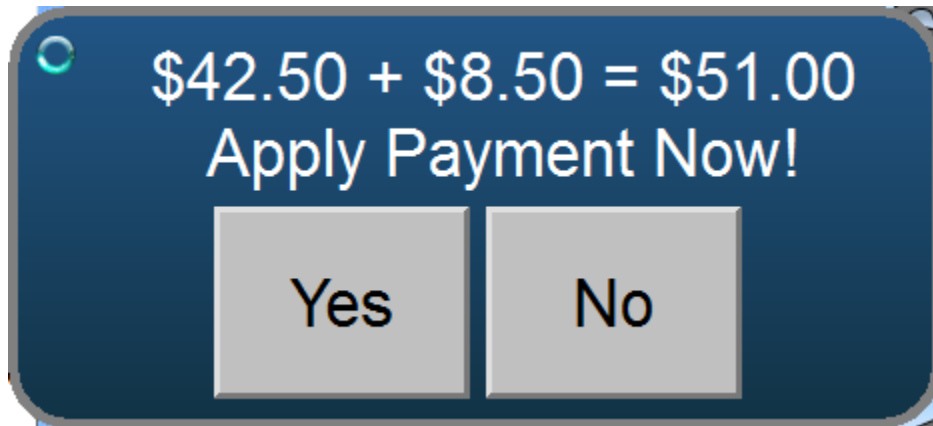 $42.50 + $8.50 = $51.00
Apply Payment Now!
Yes No